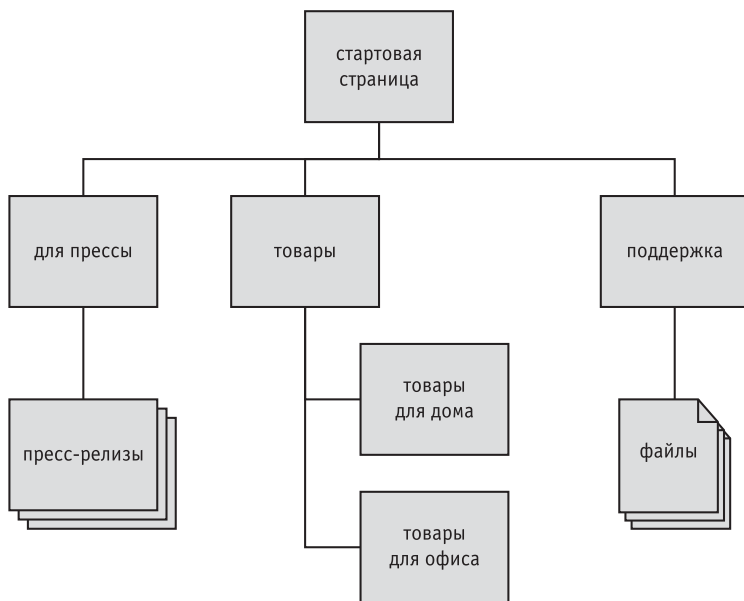 стартовая
страница
для прессы
товары
поддержка
товары
для дома
пресс-релизы
файлы
товары
для офиса